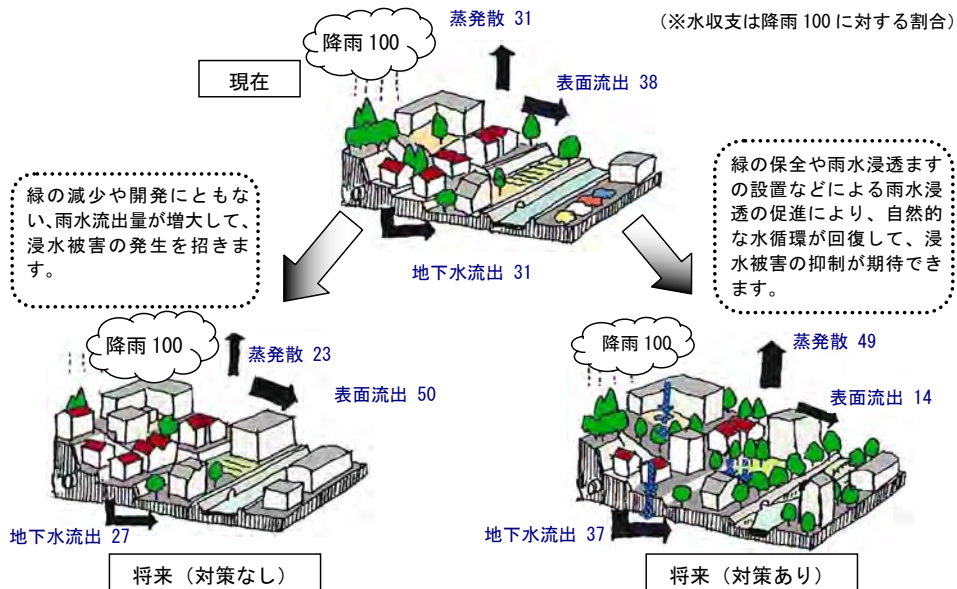 蒸発散 31
(※水収支は降雨 100 に対する割合)
降雨 100
現在
表面流出 38
緑の減少や開発にともな
い、雨水流出量が増大して、
浸水被害の発生を招きま
す。
緑の保全や雨水浸透ます
の設置などによる雨水浸
透の促進により、自然的
な水循環が回復して、浸
水被害の抑制が期待でき
ます。
地下水流出 31
降雨 100
蒸発散 23
表面流出 50
地下水流出 27
将来（対策なし）
降雨 100
蒸発散 49
表面流出 14
地下水流出 37
将来（対策あり）